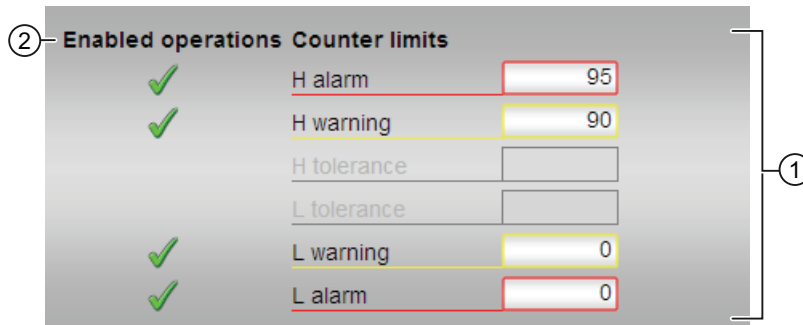 ② Enabled operations Counter limits
H alarm 95
H warning 90
H tolerance
①
L tolerance
L warning 0
L alarm 0